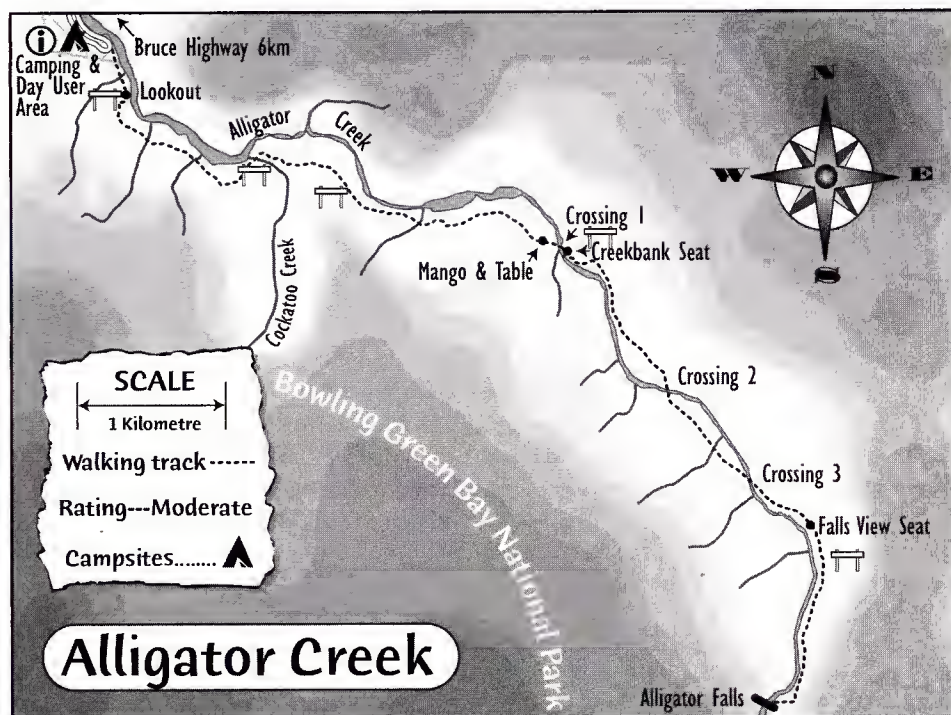 Bruce Highway 6km
i
Camping &
Day User
Area
Lookout
Alligator
Creek
N
W
E
S
Crossing 1
Creekbank Seat
Mango & Table
Cockatoo Creek
SCALE
1 Kilometre
Walking track
Rating---Moderate
Campsites........
Bowling Green Bay National Park
Crossing 2
Crossing 3
Falls View Seat
Alligator Creek
Alligator Falls